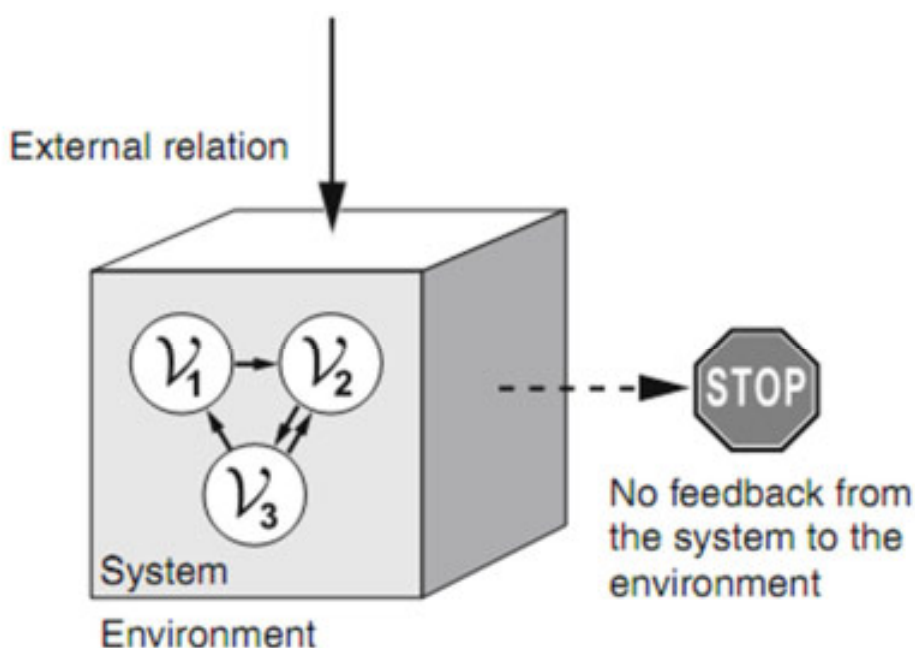 External relation
𝒱1
𝒱2
STOP
𝒱3
No feedback from
the system to the
environment
System
Environment